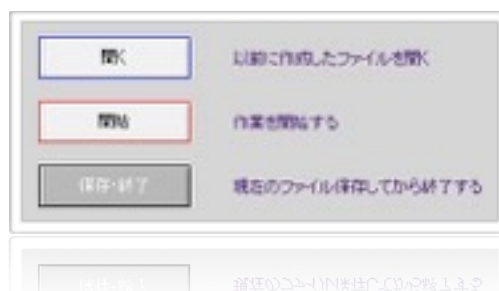 開く 以前に作成したファイルを開く
開始 作業を開始する
保存・終了 現在のファイル保存してから終了する